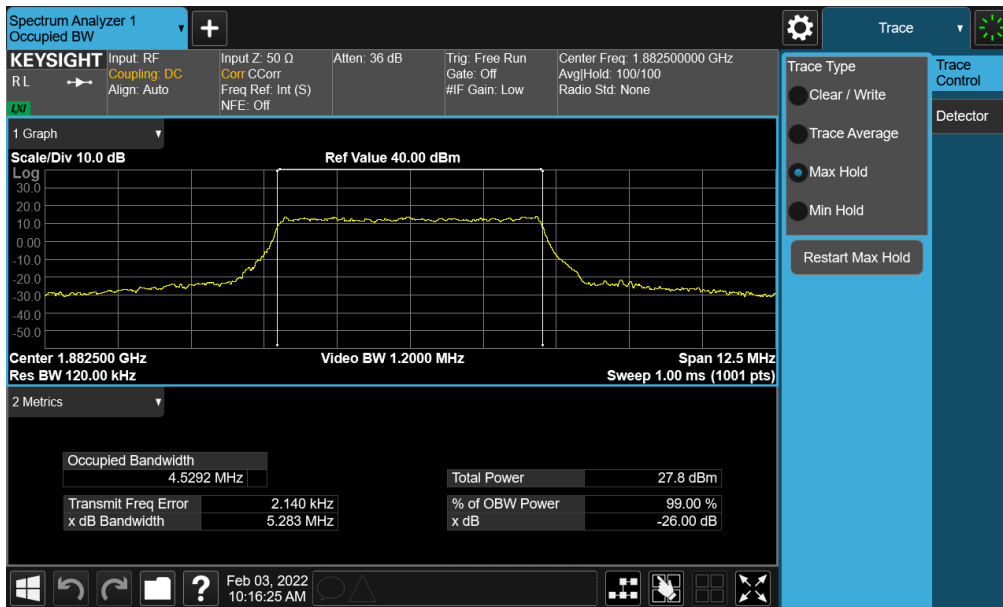 Spectrum Analyzer 1
Occupied BW
+
Trace
KEYSIGHT
R L
LXI
Input: RF
Coupling: DC
Align: Auto
Input Z: 50 Ω
Corr CCorr
Freq Ref: Int (S)
NFE: Off
Atten: 36 dB
Trig: Free Run
Gate: Off
#IF Gain: Low
Center Freq: 1.882500000 GHz
Avg|Hold: 100/100
Radio Std: None
Trace Type
Clear / Write
Trace Average
Max Hold
Min Hold
Restart Max Hold
Trace
Control
Detector
1 Graph
Scale/Div 10.0 dB
Ref Value 40.00 dBm
Log
30.0
20.0
10.0
0.00
-10.0
-20.0
-30.0
-40.0
-50.0
Center 1.882500 GHz
Video BW 1.2000 MHz
Span 12.5 MHz
Res BW 120.00 kHz
Sweep 1.00 ms (1001 pts)
2 Metrics
Occupied Bandwidth
4.5292 MHz
Total Power 27.8 dBm
Transmit Freq Error 2.140 kHz
% of OBW Power 99.00 %
x dB Bandwidth 5.283 MHz
x dB -26.00 dB
?
Feb 03, 2022
10:16:25 AM